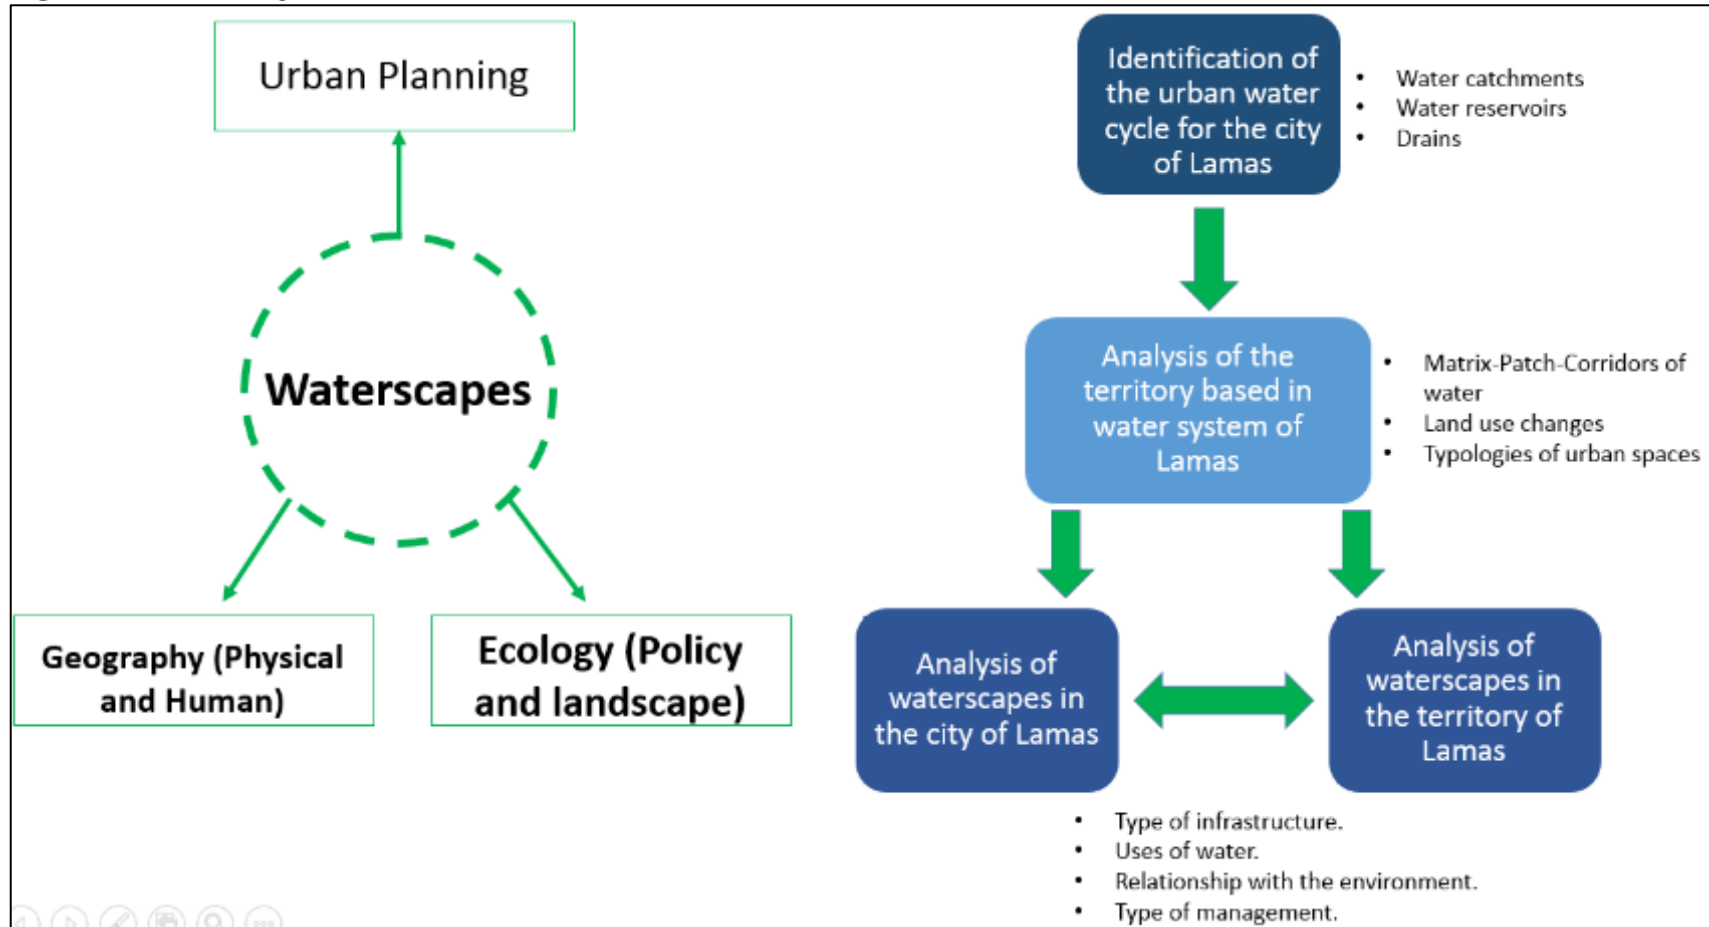 Urban Planning
Waterscapes
Geography (Physical
and Human)
Ecology (Policy
and landscape)
Identification of
the urban water
cycle for the city
of Lamas
• Water catchments
• Water reservoirs
• Drains
Analysis of the
territory based in
water system of
Lamas
• Matrix-Patch-Corridors of
water
• Land use changes
• Typologies of urban spaces
Analysis of
waterscapes in
the city of Lamas
Analysis of
waterscapes in
the territory of
Lamas
• Type of infrastructure.
• Uses of water.
• Relationship with the environment.
• Type of management.